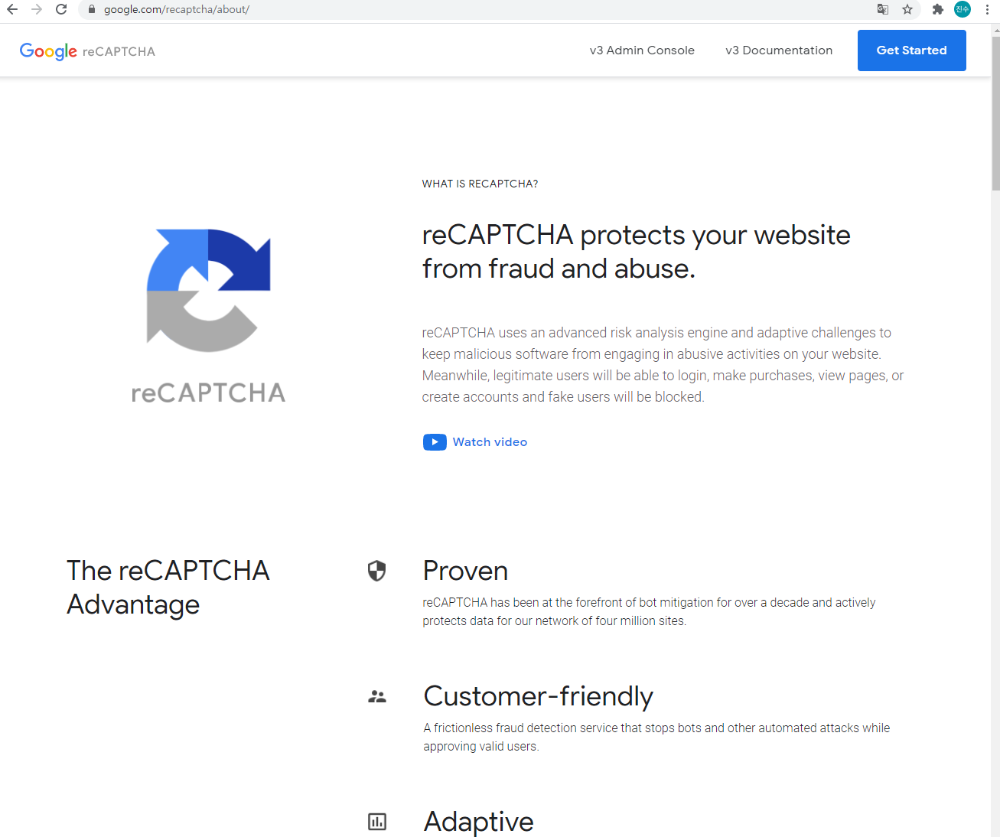 google.com/recaptcha/about/
진수
Google reCAPTCHA
v3 Admin Console
v3 Documentation
Get Started
WHAT IS RECAPTCHA?
reCAPTCHA protects your website
from fraud and abuse.
reCAPTCHA uses an advanced risk analysis engine and adaptive challenges to
keep malicious software from engaging in abusive activities on your website.
Meanwhile, legitimate users will be able to login, make purchases, view pages, or
create accounts and fake users will be blocked.
reCAPTCHA
Watch video
The reCAPTCHA
Advantage
Proven
reCAPTCHA has been at the forefront of bot mitigation for over a decade and actively
protects data for our network of four million sites.
Customer-friendly
A frictionless fraud detection service that stops bots and other automated attacks while
approving valid users.
Adaptive